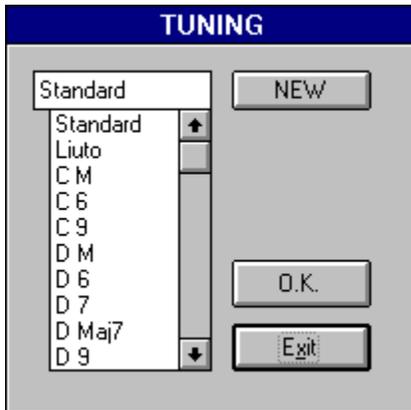 TUNING
Standard
NEW
Standard
Liuto
C M
C 6
C 9
D M
D 6
D 7
D Maj7
D 9
O.K.
Exit